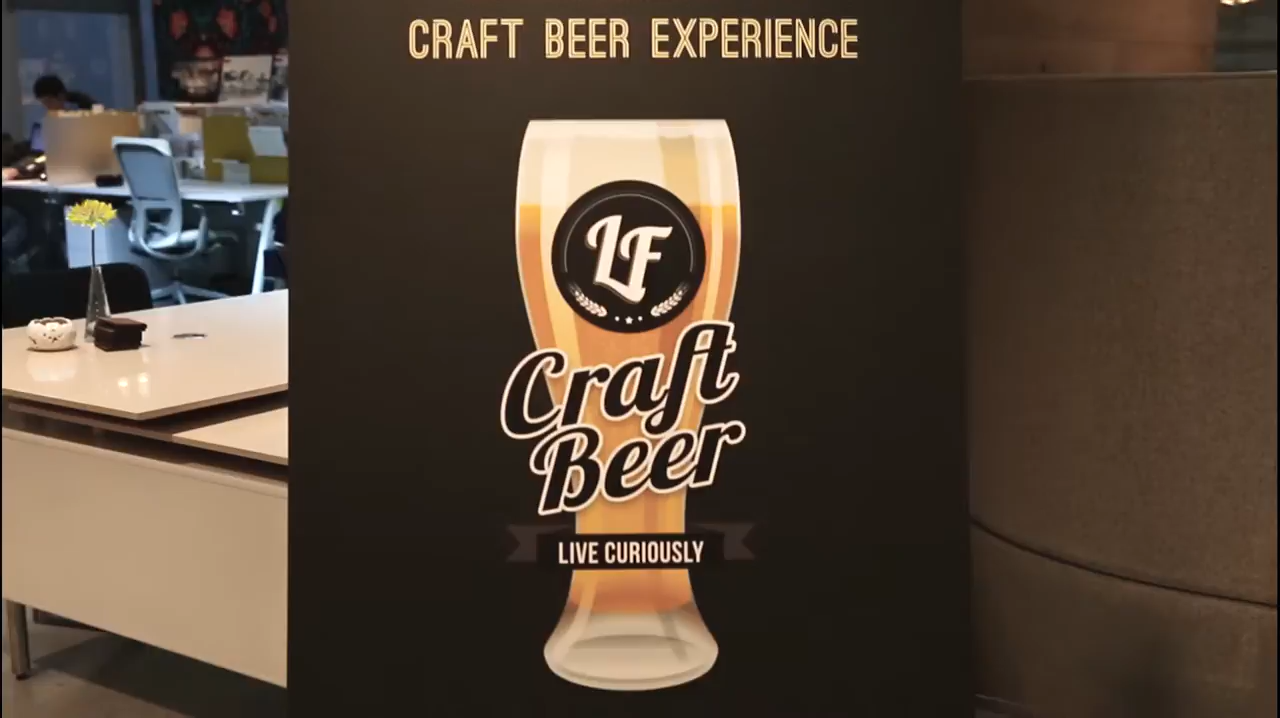 CRAFT BEER EXPERIENCE
LF
Craft
Beer
LIVE CURIOUSLY